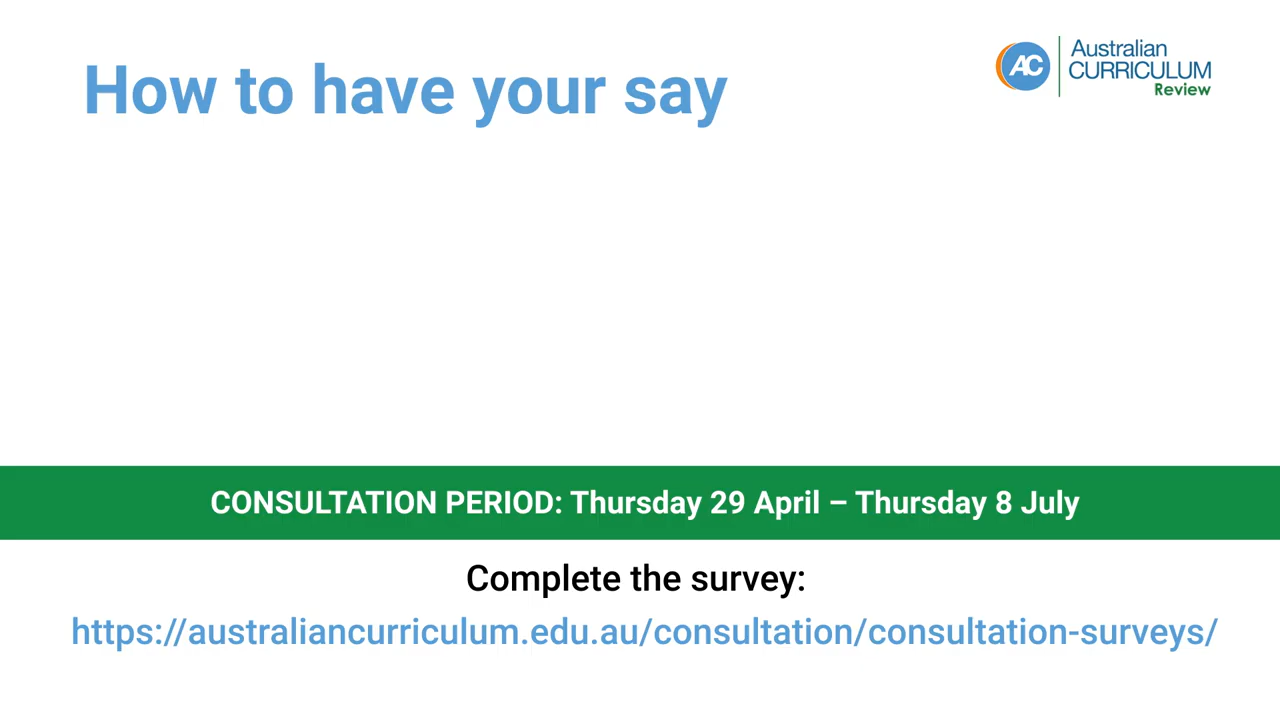 How to have your say
AC
Australian
CURRICULUM
Review
CONSULTATION PERIOD: Thursday 29 April – Thursday 8 July
Complete the survey:
https://australiancurriculum.edu.au/consultation/consultation-surveys/